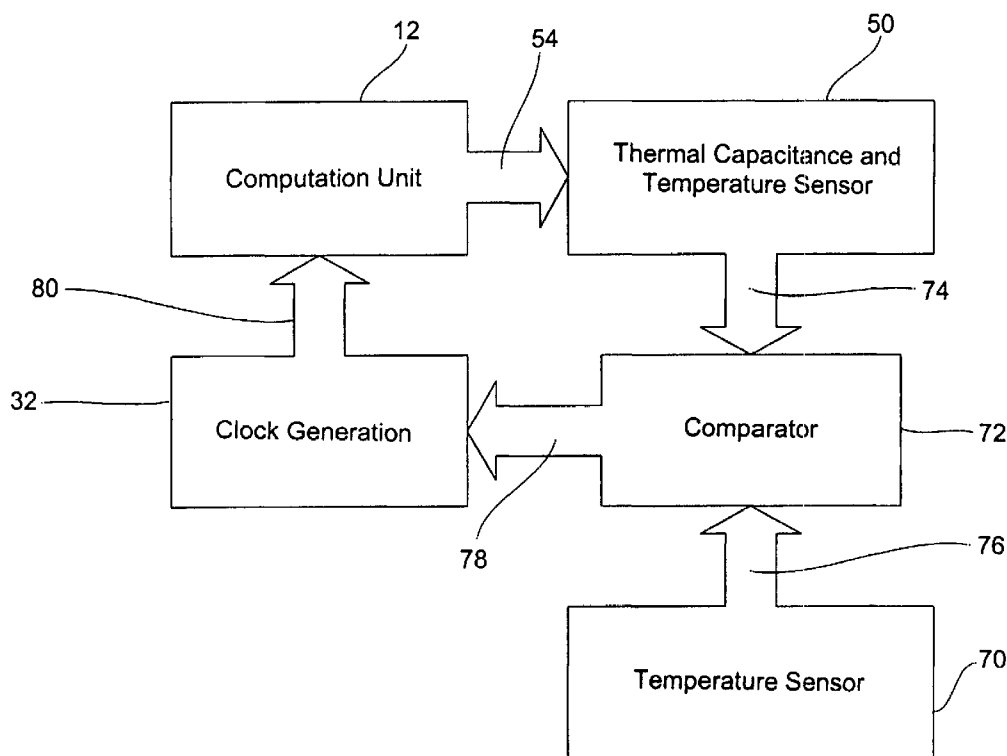 12
54
50
Computation Unit
Thermal Capacitance and
Temperature Sensor
80
74
32
Clock Generation
Comparator
72
78
76
Temperature Sensor
70